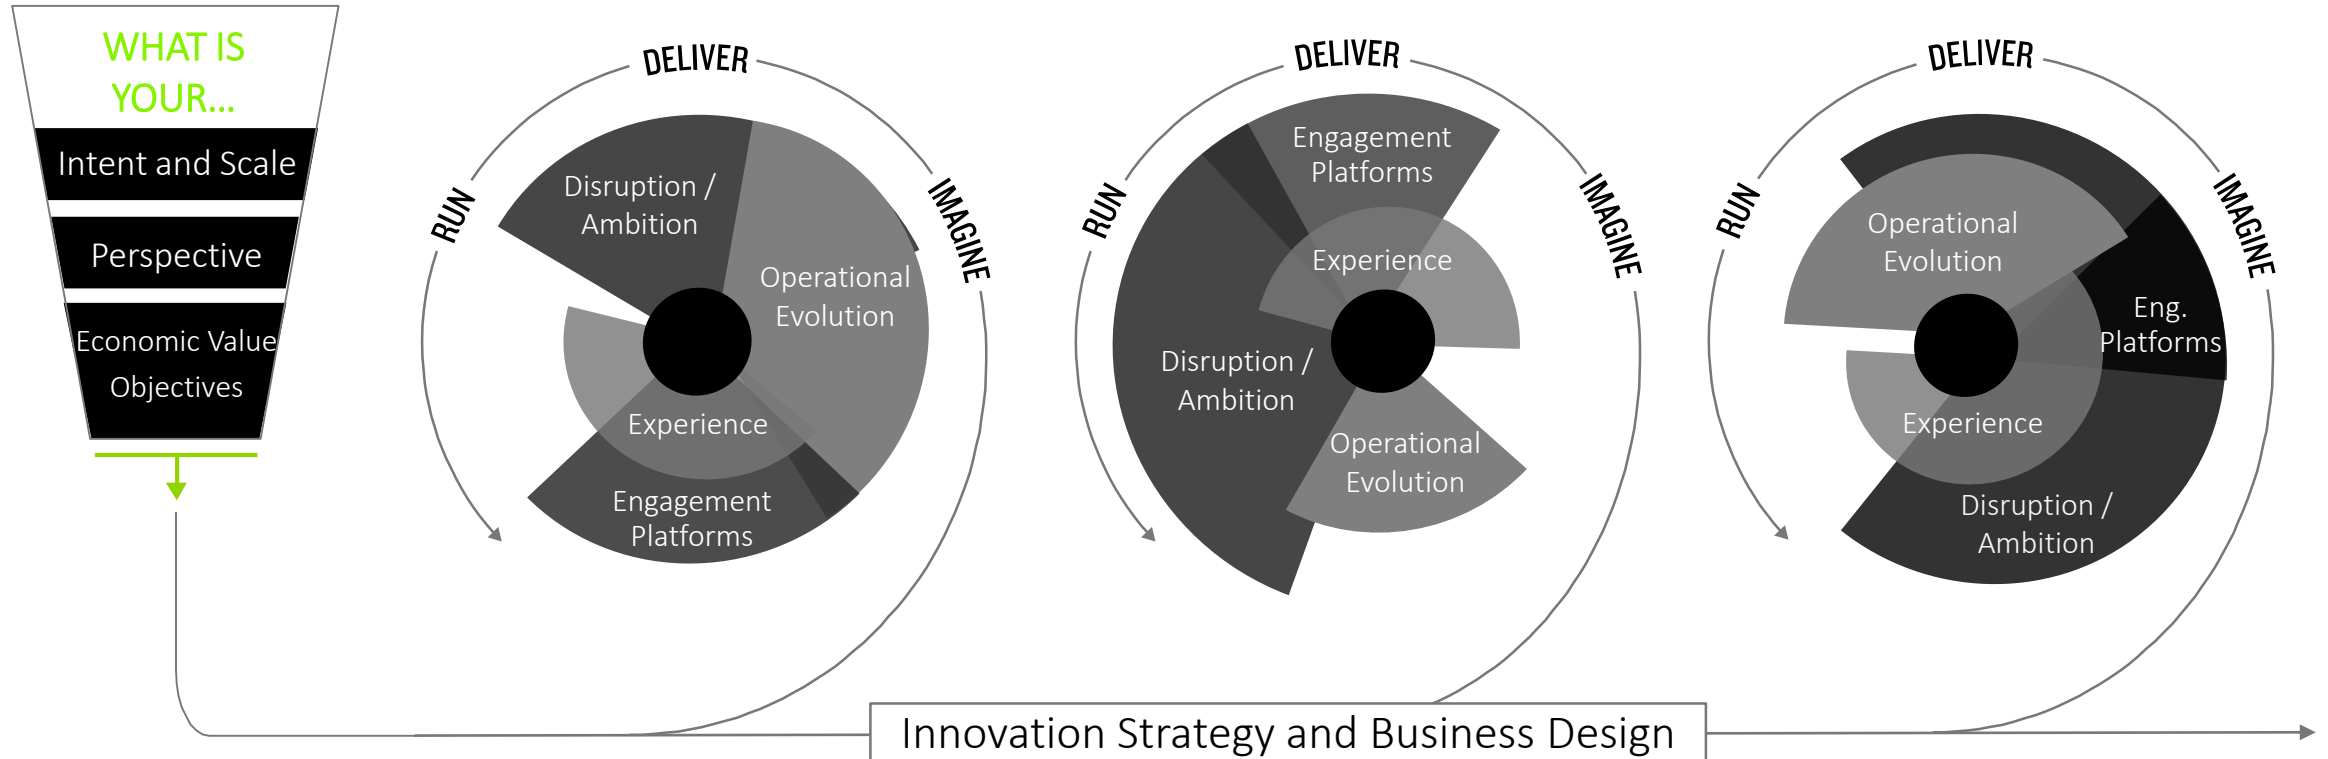 WHAT IS
YOUR...
Intent and Scale
Perspective
Economic Value
Objectives
DELIVER
RUN
IMAGINE
Disruption /
Ambition
Operational
Evolution
Experience
Engagement
Platforms
DELIVER
RUN
IMAGINE
Engagement
Platforms
Experience
Disruption /
Ambition
Operational
Evolution
DELIVER
RUN
IMAGINE
Operational
Evolution
Eng.
Platforms
Experience
Disruption /
Ambition
Innovation Strategy and Business Design